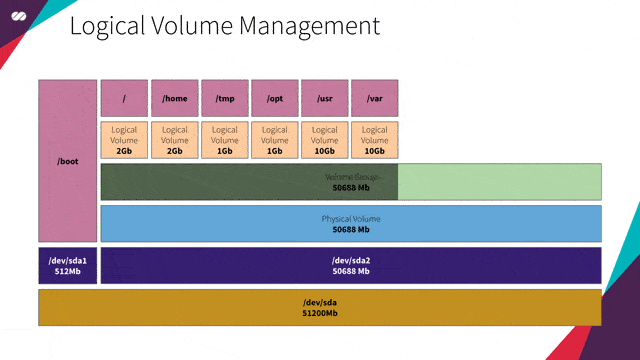 Logical Volume Management
/boot
/
/home
/tmp
/opt
/usr
/var
Logical
Volume
2Gb
Logical
Volume
2Gb
Logical
Volume
1Gb
Logical
Volume
1Gb
Logical
Volume
10Gb
Logical
Volume
10Gb
Volume Group
50688 Mb
Physical Volume
50688 Mb
/dev/sda1
512Mb
/dev/sda2
50688 Mb
/dev/sda
51200Mb